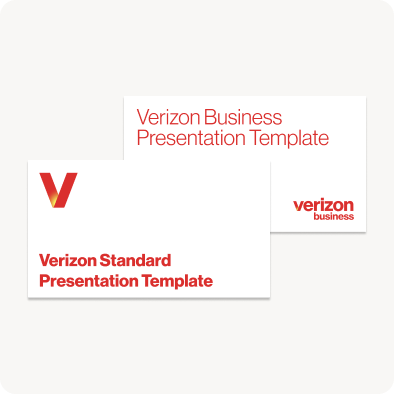 Verizon Business
Presentation Template
verizon
business
V
Verizon Standard
Presentation Template